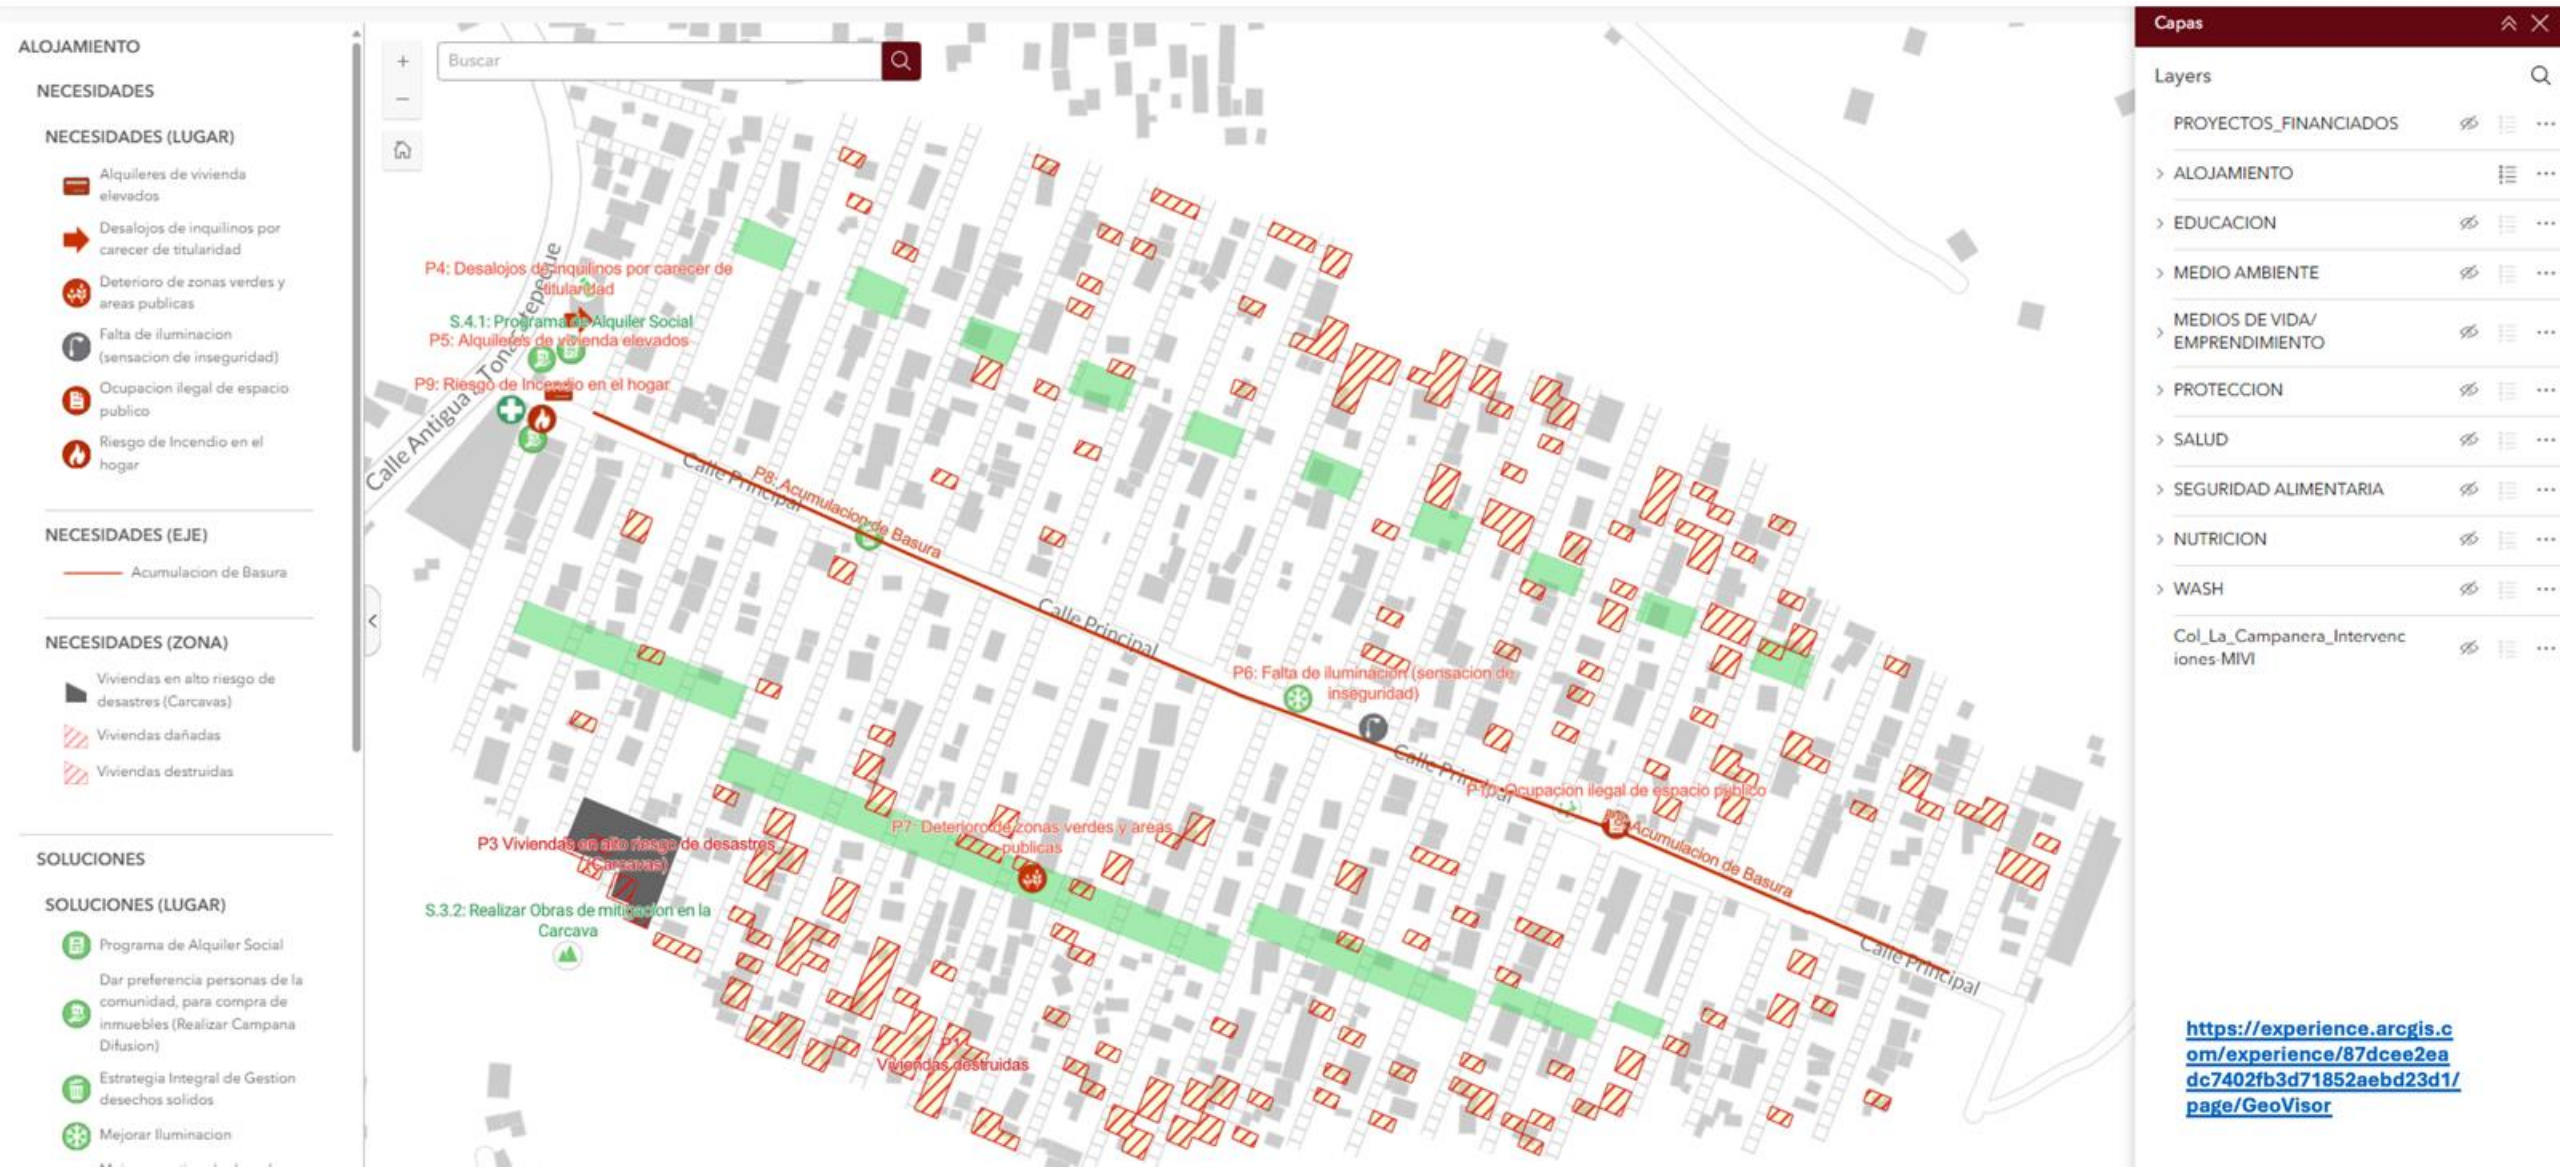 ALOJAMIENTO
NECESIDADES
NECESIDADES (LUGAR)
Alquileres de vivienda
elevados
Desalojos de inquilinos por
carecer de titularidad
Deterioro de zonas verdes y
areas publicas
Falta de iluminacion
(sensacion de inseguridad)
Ocupacion ilegal de espacio
publico
Riesgo de Incendio en el
hogar
NECESIDADES (EJE)
Acumulacion de Basura
NECESIDADES (ZONA)
Viviendas en alto riesgo de
desastres (Carcavas)
Viviendas dañadas
Viviendas destruidas
SOLUCIONES
SOLUCIONES (LUGAR)
Programa de Alquiler Social
Dar preferencia personas de la
comunidad, para compra de
inmuebles (Realizar Campana
Difusion)
Estrategia Integral de Gestion
desechos solidos
Mejorar Iluminacion
Buscar
P4: Desalojos de inquilinos por carecer de
titularidad
S.4.1: Programa de Alquiler Social
P5: Alquileres de vivienda elevados
P9: Riesgo de Incendio en el hogar
Calle Antigua a Tonacatepeque
Calle Principal
P8: Acumulacion de Basura
Calle Principal
P6: Falta de iluminacion (sensacion de
inseguridad)
Calle Principal
P10: Ocupacion ilegal de espacio publico
P8: Acumulacion de Basura
P7: Deterioro de zonas verdes y areas
publicas
P3 Viviendas en alto riesgo de desastres
(Carcavas)
S.3.2: Realizar Obras de mitigacion en la
Carcava
Calle Principal
Viviendas destruidas
Capas
Layers
PROYECTOS_FINANCIADOS
ALOJAMIENTO
EDUCACION
MEDIO AMBIENTE
MEDIOS DE VIDA/
EMPRENDIMIENTO
PROTECCION
SALUD
SEGURIDAD ALIMENTARIA
NUTRICION
WASH
Col_La_Campanera_Intervenc
iones-MIVI
https://experience.arcgis.c
om/experience/87dcee2ea
dc7402fb3d71852aebd23d1/
page/GeoVisor